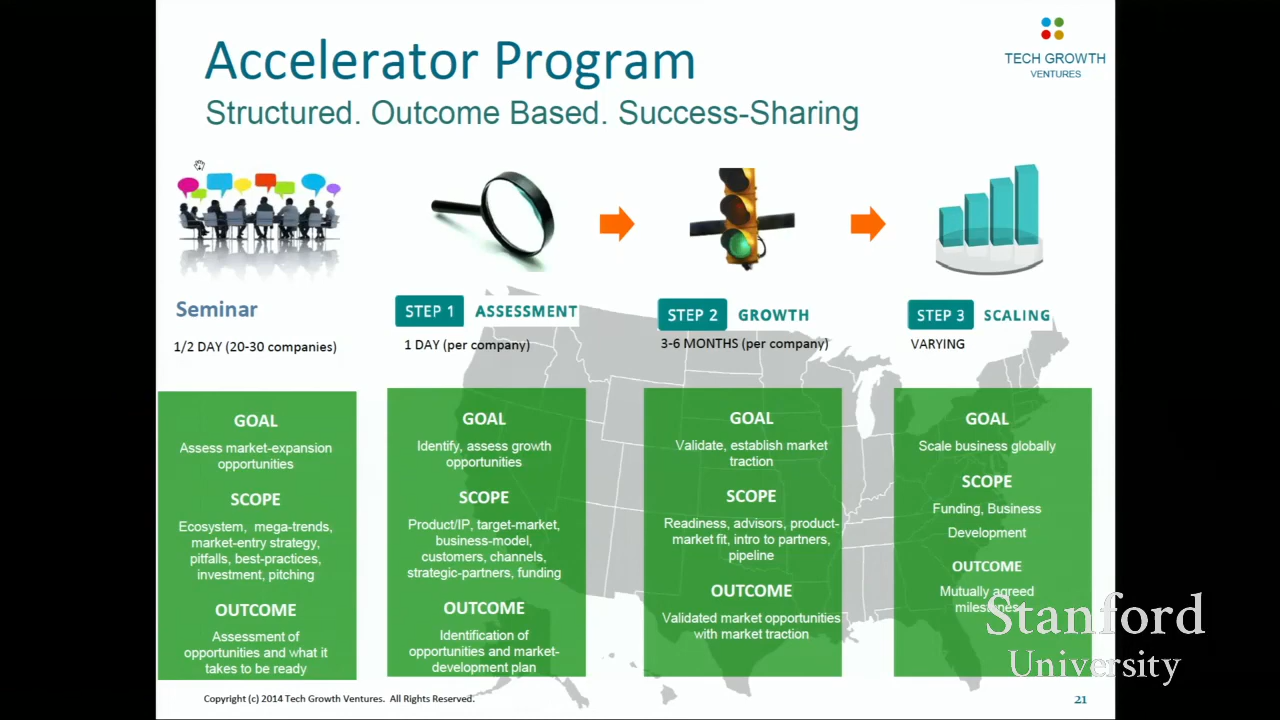 Accelerator Program
Structured. Outcome Based. Success-Sharing
TECH GROWTH
VENTURES
Seminar
1/2 DAY (20-30 companies)
GOAL
Assess market-expansion
opportunities
SCOPE
Ecosystem, mega-trends,
market-entry strategy,
pitfalls, best-practices,
investment, pitching
OUTCOME
Assessment of
opportunities and what it
takes to be ready
STEP 1 ASSESSMENT
1 DAY (per company)
GOAL
Identify, assess growth
opportunities
SCOPE
Product/IP, target-market,
business-model,
customers, channels,
strategic-partners, funding
OUTCOME
Identification of
opportunities and market-
development plan
STEP 2 GROWTH
3-6 MONTHS (per company)
GOAL
Validate, establish market
traction
SCOPE
Readiness, advisors, product-
market fit, intro to partners,
pipeline
OUTCOME
Validated market opportunities
with market traction
STEP 3 SCALING
VARYING
GOAL
Scale business globally
SCOPE
Funding, Business
Development
OUTCOME
Mutually agreed
milestones
Stanford
University
Copyright (c) 2014 Tech Growth Ventures. All Rights Reserved.
21